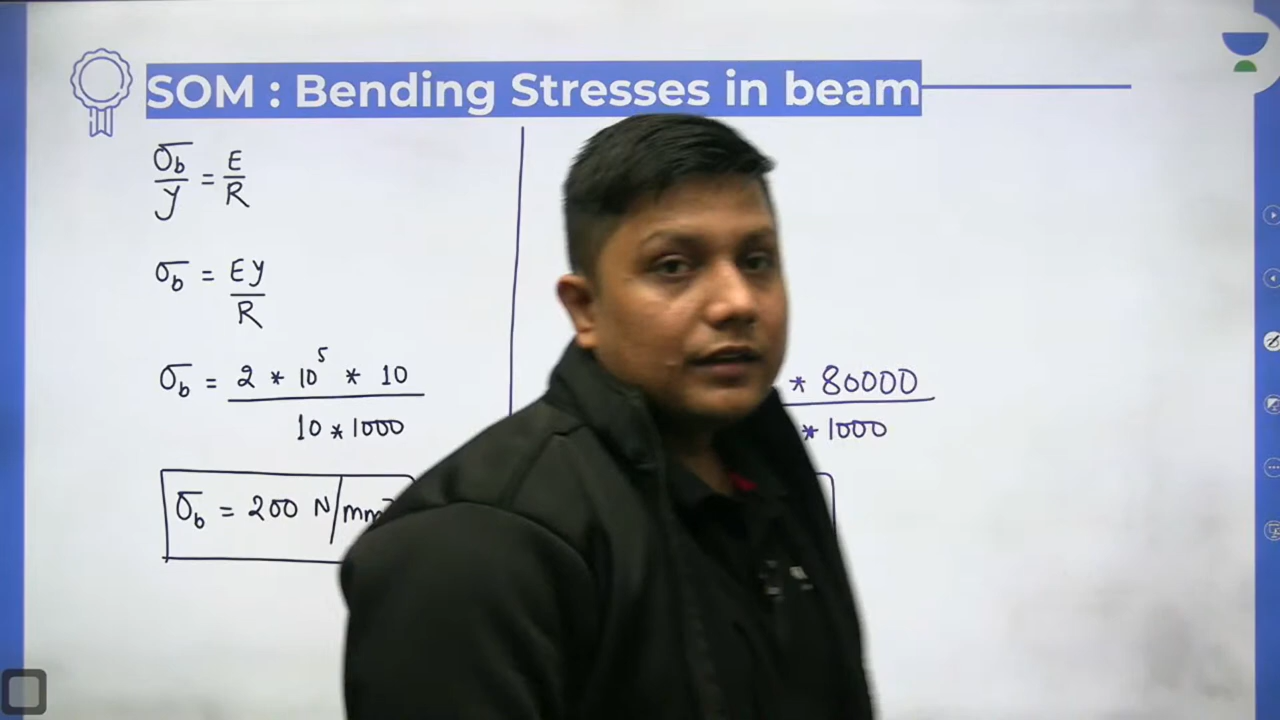 SOM : Bending Stresses in beam
σb/y = E/R
σb = Ey/R
σb = 2 * 10^5 * 10
10 * 1000
* 80000
* 1000
σb = 200 N/mm